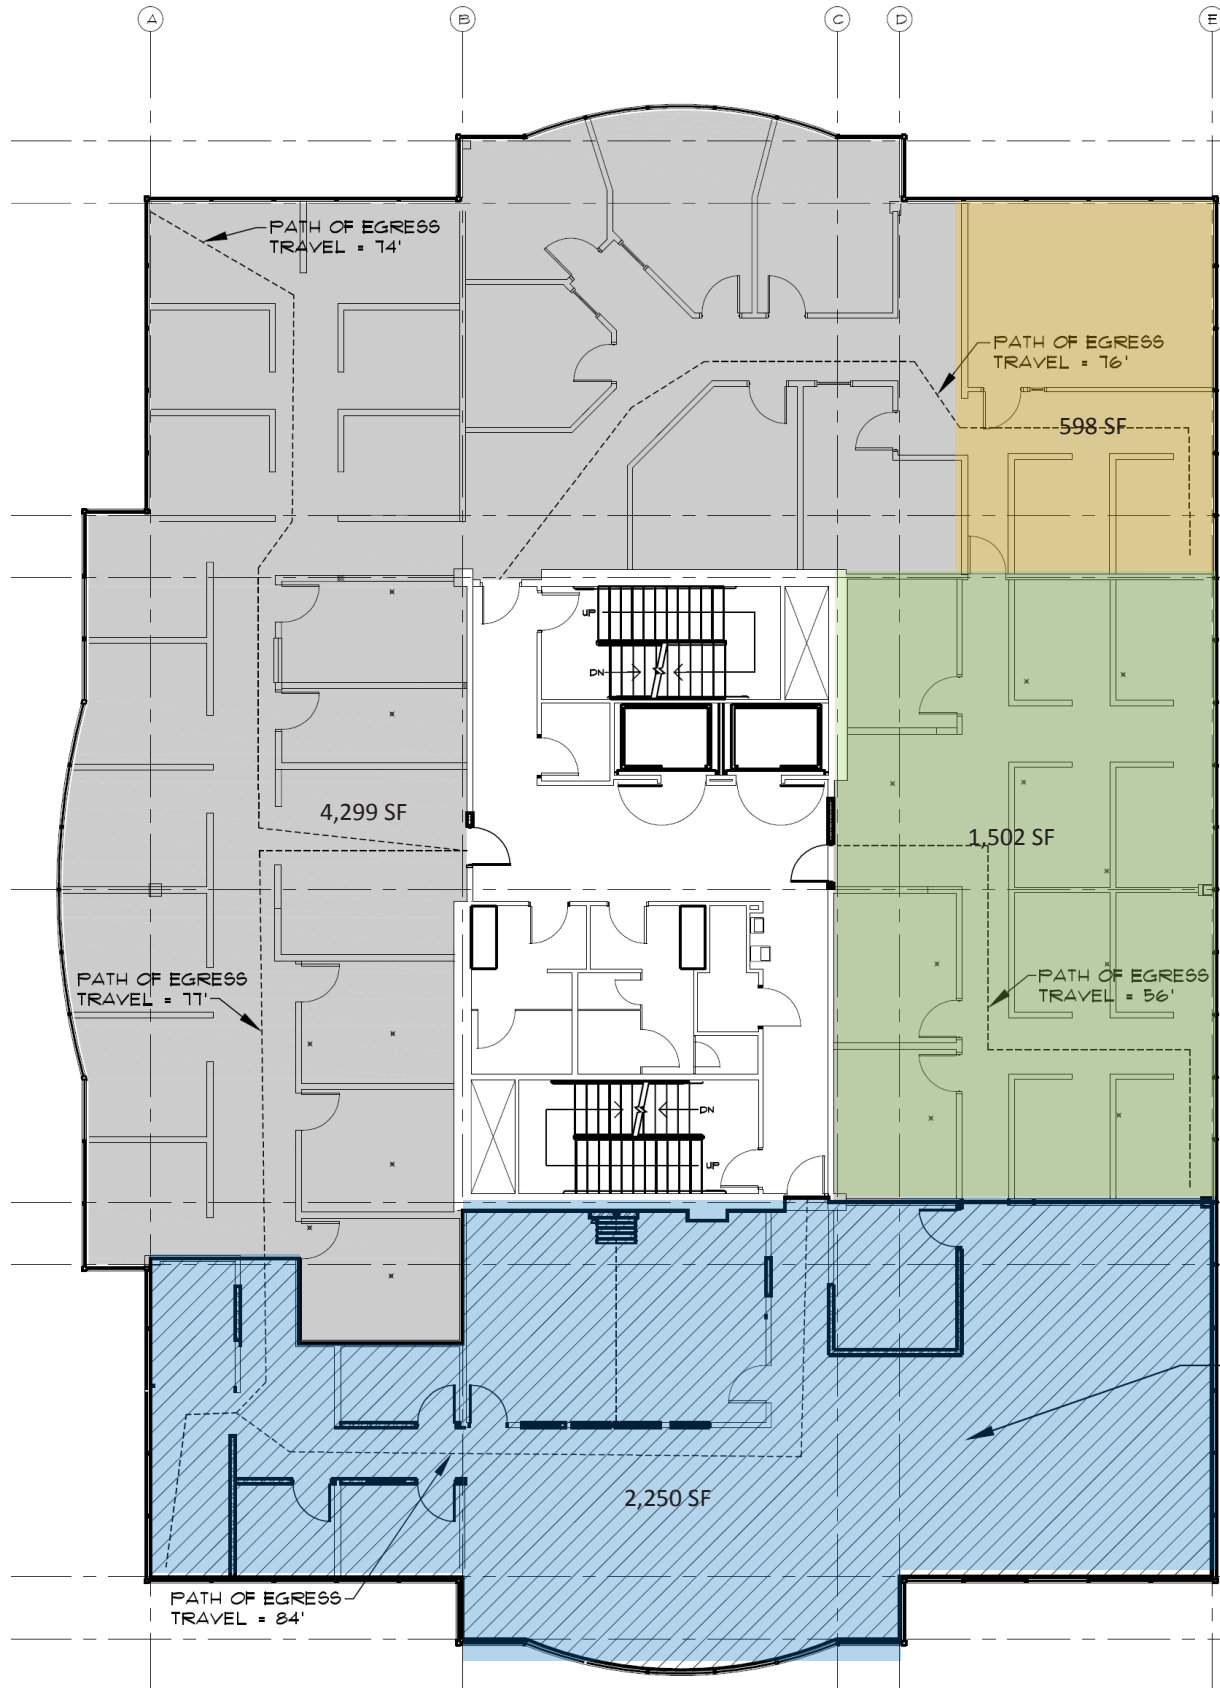 A
B
C
D
E
PATH OF EGRESS
TRAVEL = 74'
PATH OF EGRESS
TRAVEL = 76'
598 SF
UP
DN
4,299 SF
1,502 SF
PATH OF EGRESS
TRAVEL = 77'
PATH OF EGRESS
TRAVEL = 56'
DN
UP
2,250 SF
PATH OF EGRESS
TRAVEL = 84'